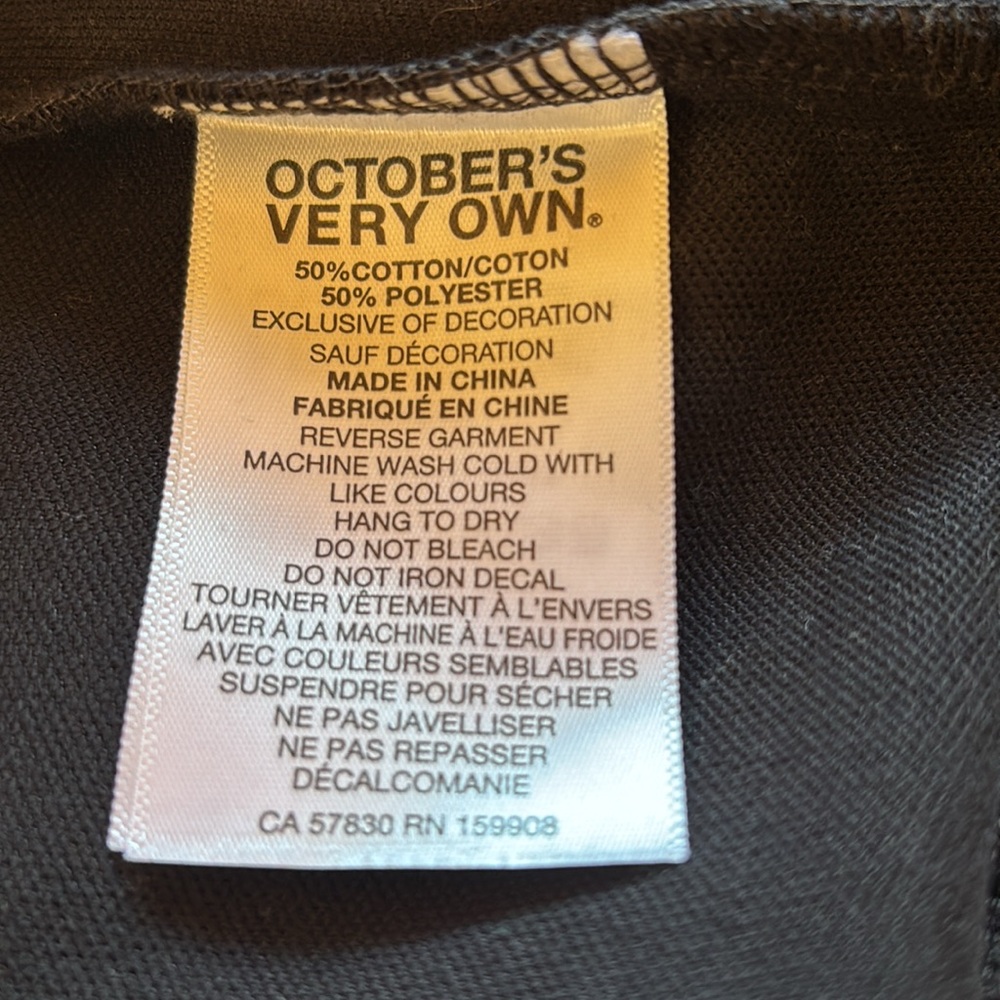 OCTOBER'S
VERY OWN®
50%COTTON/COTON
50% POLYESTER
EXCLUSIVE OF DECORATION
SAUF DÉCORATION
MADE IN CHINA
FABRIQUÉ EN CHINE
REVERSE GARMENT
MACHINE WASH COLD WITH
LIKE COLOURS
HANG TO DRY
DO NOT BLEACH
DO NOT IRON DECAL
TOURNER VÊTEMENT À L'ENVERS
LAVER À LA MACHINE À L'EAU FROIDE
AVEC COULEURS SEMBLABLES
SUSPENDRE POUR SÉCHER
NE PAS JAVELLISER
NE PAS REPASSER
DÉCALCOMANIE
CA 57830 RN 159908